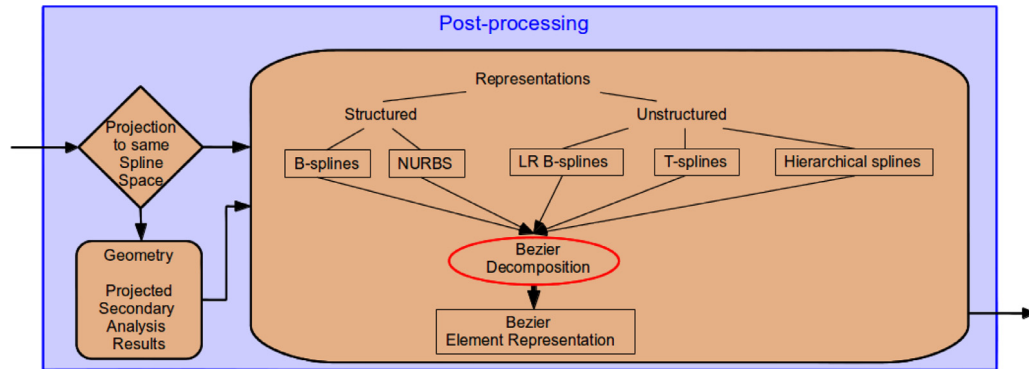 Post-processing
Projection
to same
Spline
Space
Geometry
Projected
Secondary
Analysis
Results
Representations
Structured
Unstructured
B-splines
NURBS
LR B-splines
T-splines
Hierarchical splines
Bezier
Decomposition
Bezier
Element Representation